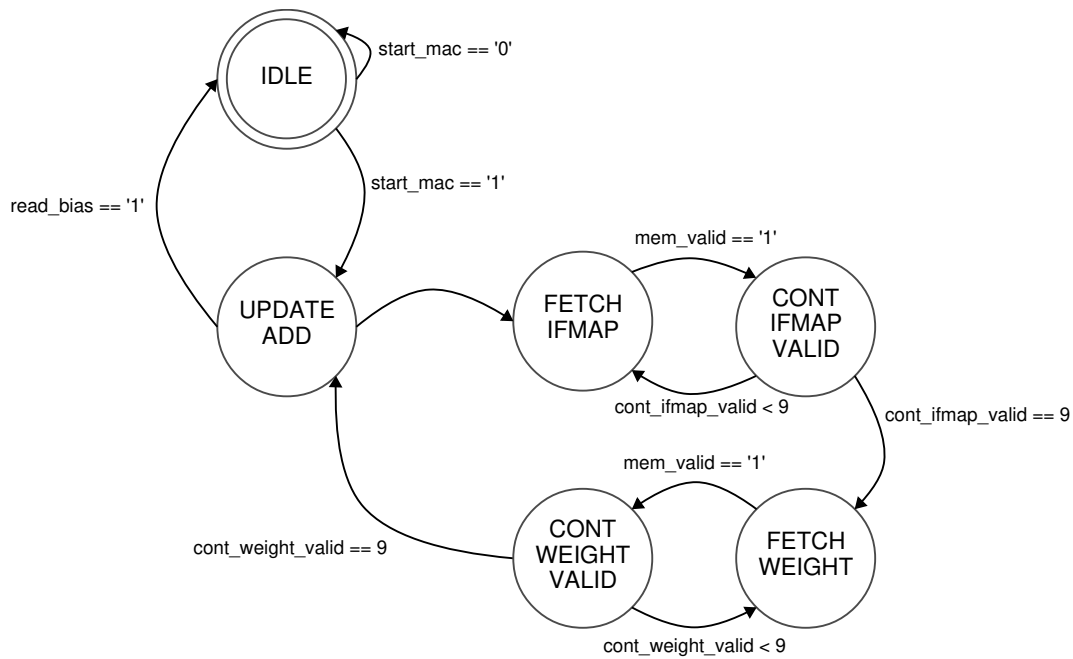 IDLE
start_mac == '0'
start_mac == '1'
read_bias == '1'
mem_valid == '1'
UPDATE
ADD
FETCH
IFMAP
CONT
IFMAP
VALID
cont_ifmap_valid < 9
cont_ifmap_valid == 9
mem_valid == '1'
CONT
WEIGHT
VALID
FETCH
WEIGHT
cont_weight_valid == 9
cont_weight_valid < 9